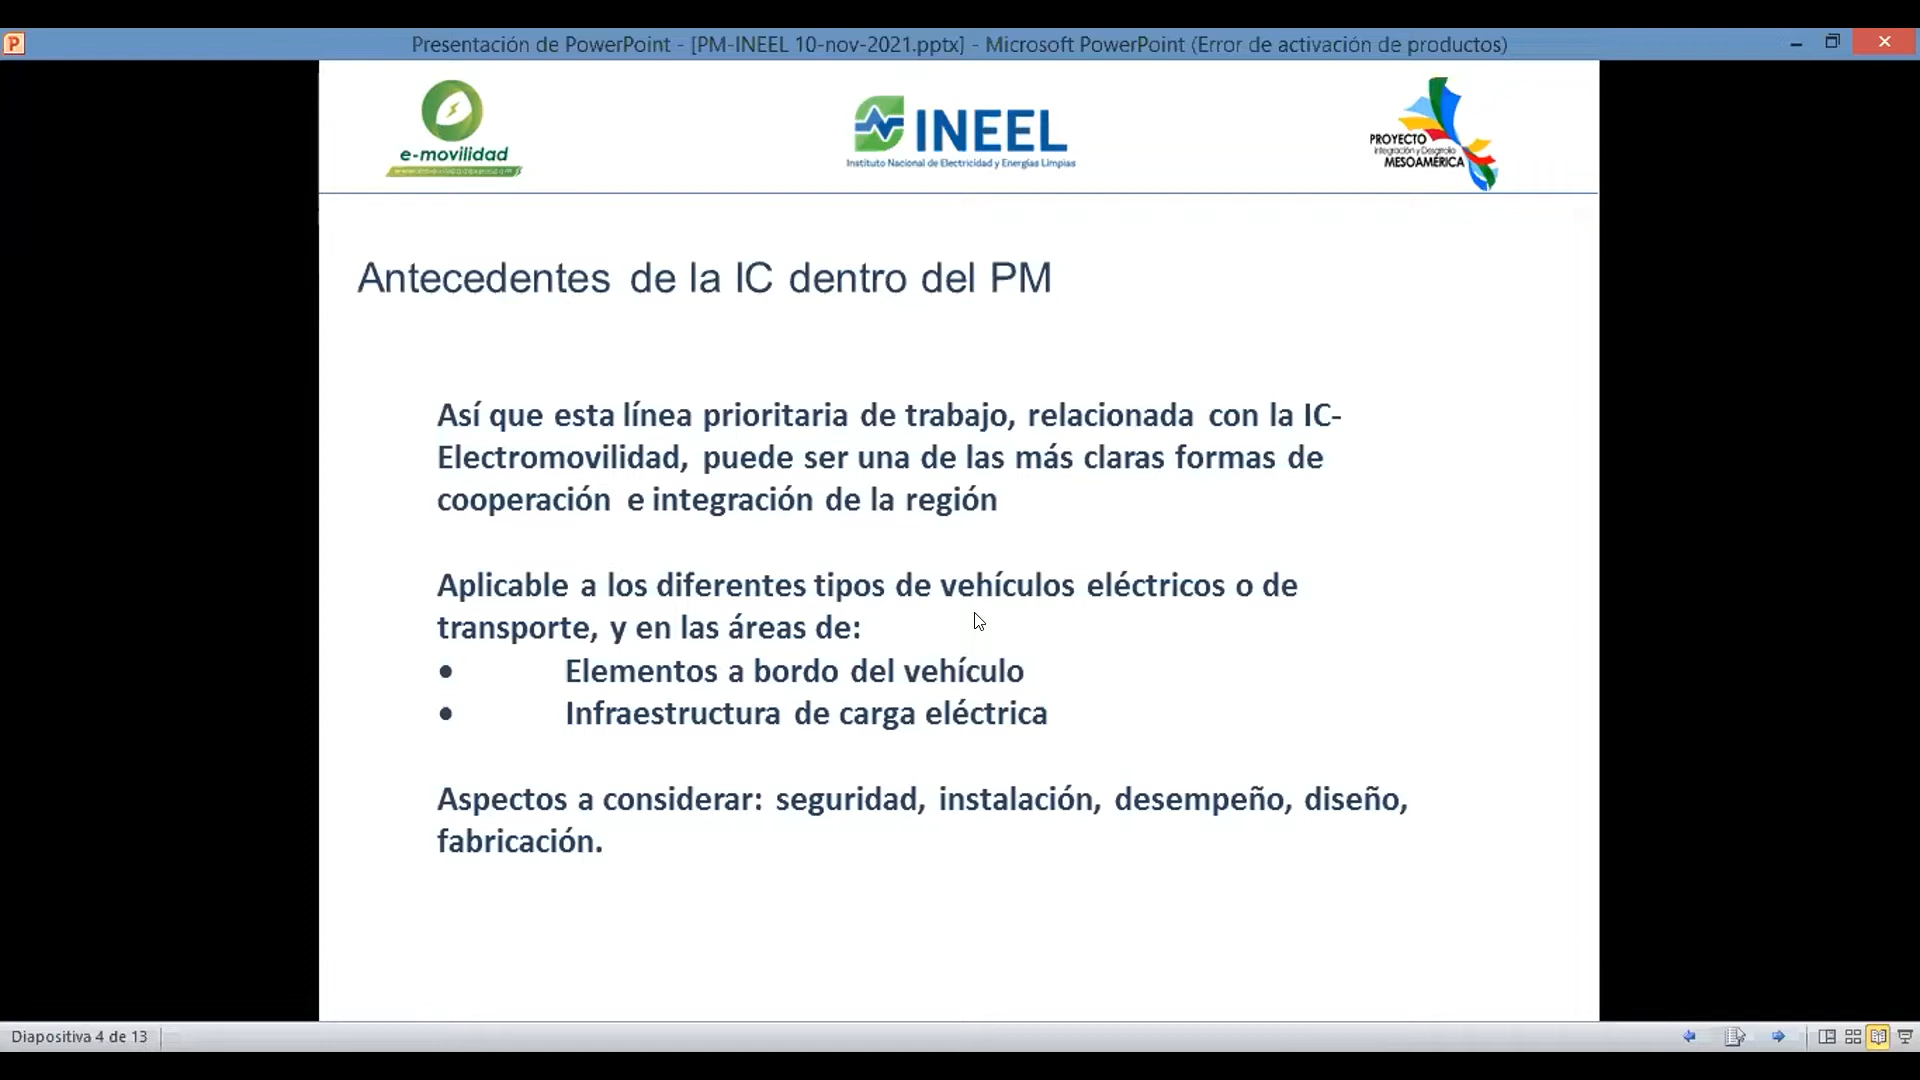 Presentación de PowerPoint - [PM-INEEL 10-nov-2021.pptx] - Microsoft PowerPoint (Error de activación de productos)
e-movilidad
INEEL
Instituto Nacional de Electricidad y Energías Limpias
PROYECTO
Integración y Desarrollo
MESOAMÉRICA
Antecedentes de la IC dentro del PM
Así que esta línea prioritaria de trabajo, relacionada con la IC-
Electromovilidad, puede ser una de las más claras formas de
cooperación e integración de la región
Aplicable a los diferentes tipos de vehículos eléctricos o de
transporte, y en las áreas de:
• Elementos a bordo del vehículo
• Infraestructura de carga eléctrica
Aspectos a considerar: seguridad, instalación, desempeño, diseño,
fabricación.
Diapositiva 4 de 13